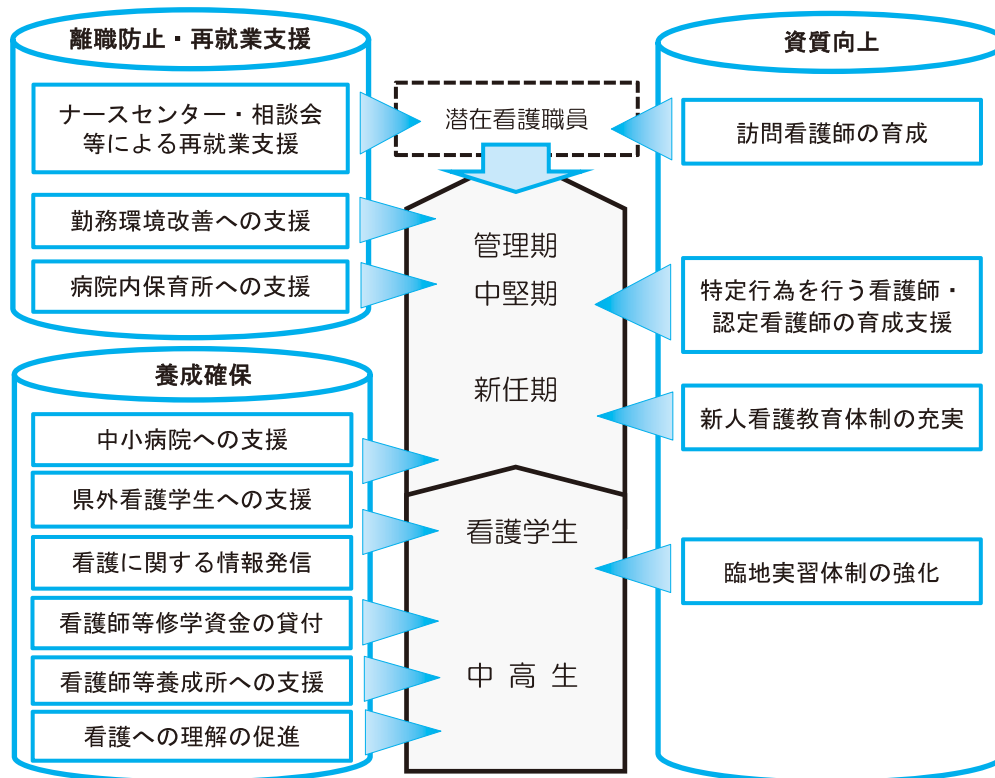 離職防止・再就業支援
ナースセンター・相談会
等による再就業支援
勤務環境改善への支援
病院内保育所への支援
養成確保
中小病院への支援
県外看護学生への支援
看護に関する情報発信
看護師等修学資金の貸付
看護師等養成所への支援
看護への理解の促進
潜在看護職員
管理期
中堅期
新任期
看護学生
中高生
資質向上
訪問看護師の育成
特定行為を行う看護師・
認定看護師の育成支援
新人看護教育体制の充実
臨地実習体制の強化